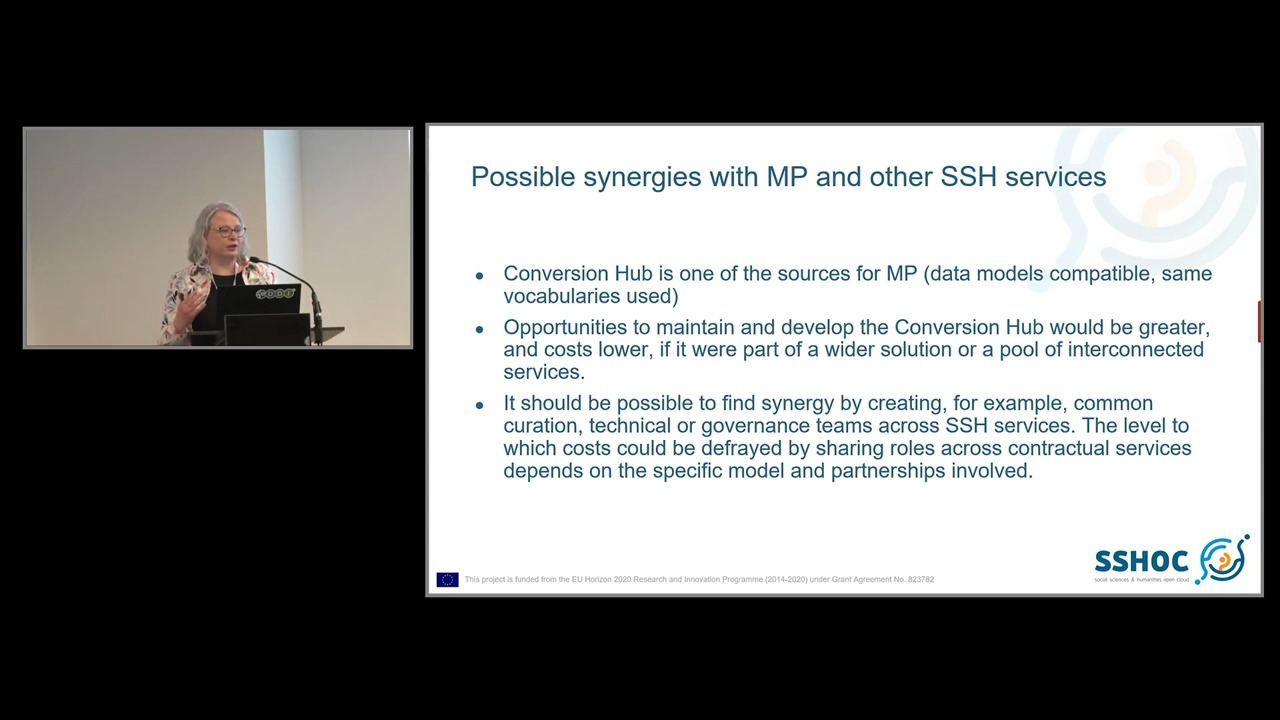 Possible synergies with MP and other SSH services
● Conversion Hub is one of the sources for MP (data models compatible, same
vocabularies used)
● Opportunities to maintain and develop the Conversion Hub would be greater,
and costs lower, if it were part of a wider solution or a pool of interconnected
services.
● It should be possible to find synergy by creating, for example, common
curation, technical or governance teams across SSH services. The level to
which costs could be defrayed by sharing roles across contractual services
depends on the specific model and partnerships involved.
SSHOC
social sciences & humanities open cloud
This project is funded from the EU Horizon 2020 Research and Innovation Programme (2014-2020) under Grant Agreement No. 823782